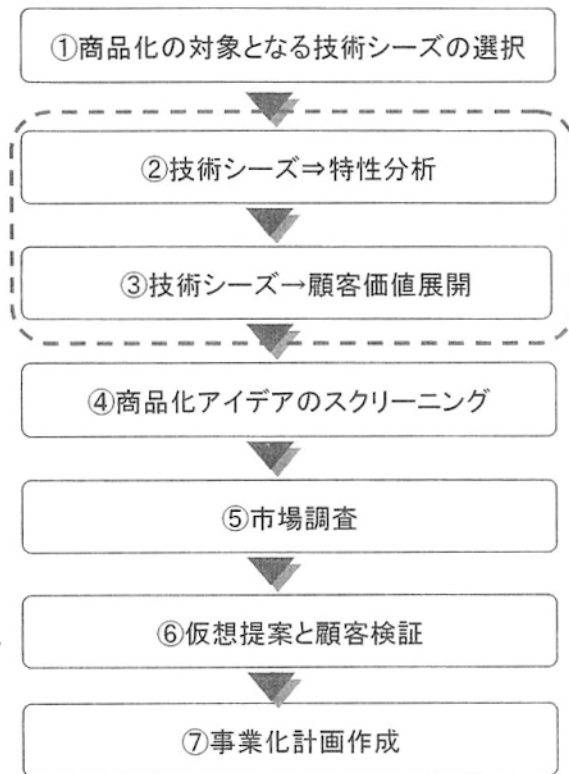 ①商品化の対象となる技術シーズの選択
②技術シーズ⇒特性分析
③技術シーズ→顧客価値展開
④商品化アイデアのスクリーニング
⑤市場調査
⑥仮想提案と顧客検証
⑦事業化計画作成